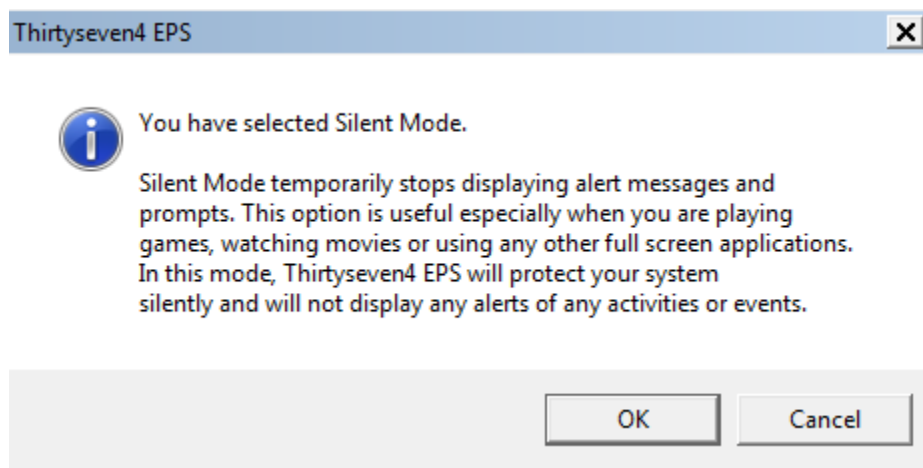 Thirtyseven4 EPS
You have selected Silent Mode.
Silent Mode temporarily stops displaying alert messages and
prompts. This option is useful especially when you are playing
games, watching movies or using any other full screen applications.
In this mode, Thirtyseven4 EPS will protect your system
silently and will not display any alerts of any activities or events.
OK
Cancel